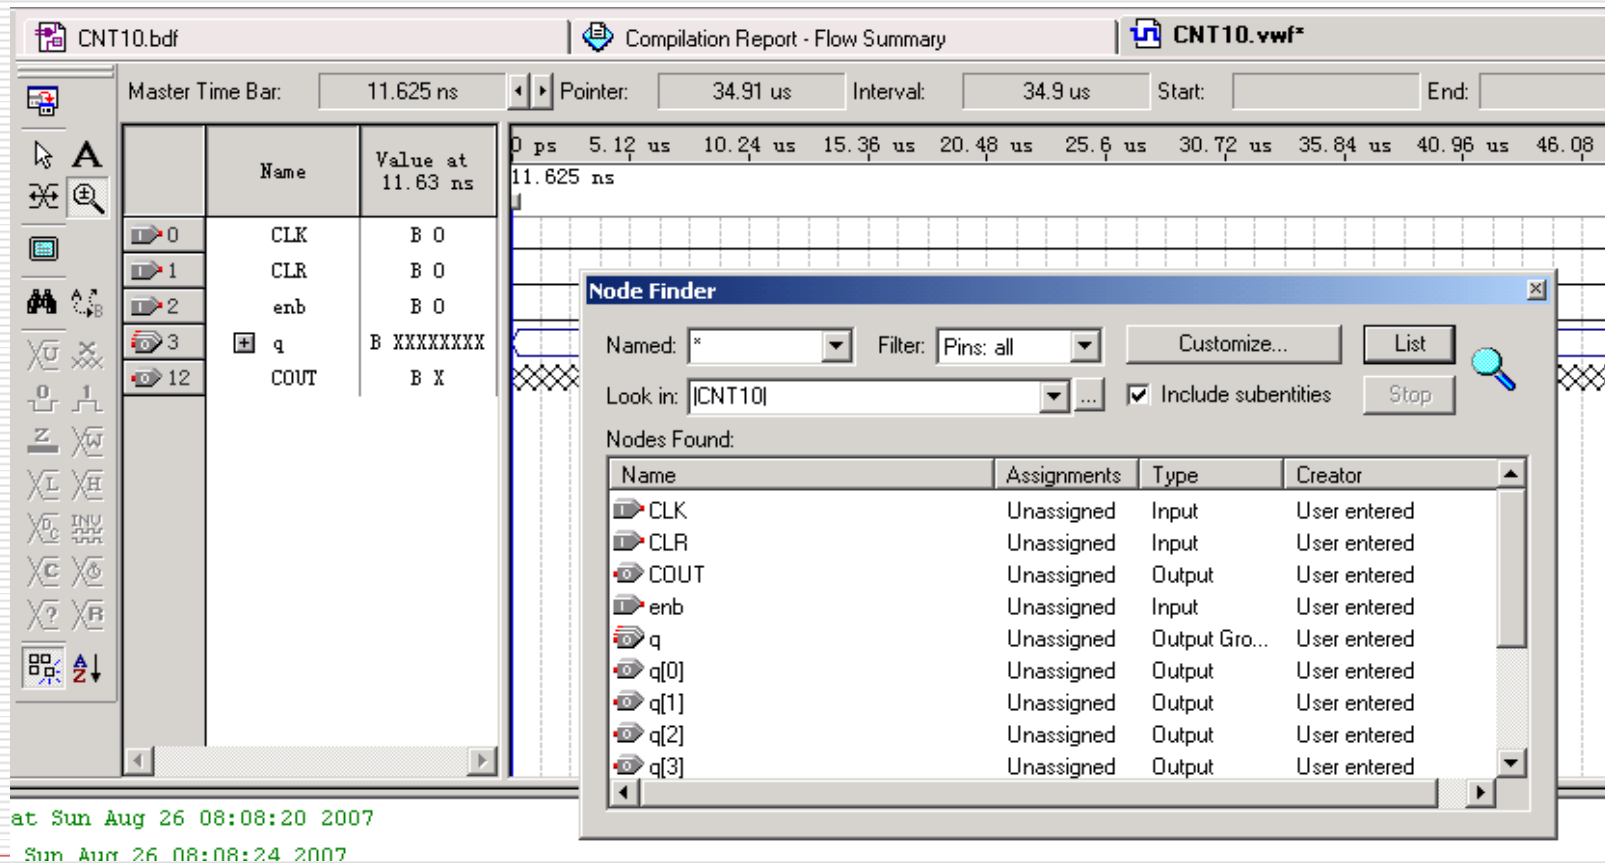 CNT10.bdf
Compilation Report - Flow Summary
CNT10.vwf*
Master Time Bar: 11.625 ns Pointer: 34.91 us Interval: 34.9 us Start: End:
A
Name
Value at
11.63 ns
0 ps 5.12 us 10.24 us 15.36 us 20.48 us 25.6 us 30.72 us 35.84 us 40.96 us 46.08
11.625 ns
0 CLK B 0
1 CLR B 0
2 enb B 0
3 q B XXXXXXXX
12 COUT B X
Node Finder
Named: * Filter: Pins: all Customize... List
Look in: |CNT10| ... Include subentities Stop
Nodes Found:
Name Assignments Type Creator
CLK Unassigned Input User entered
CLR Unassigned Input User entered
COUT Unassigned Output User entered
enb Unassigned Input User entered
q Unassigned Output Gro... User entered
q[0] Unassigned Output User entered
q[1] Unassigned Output User entered
q[2] Unassigned Output User entered
q[3] Unassigned Output User entered
at Sun Aug 26 08:08:20 2007
Sun Aug 26 08:08:24 2007